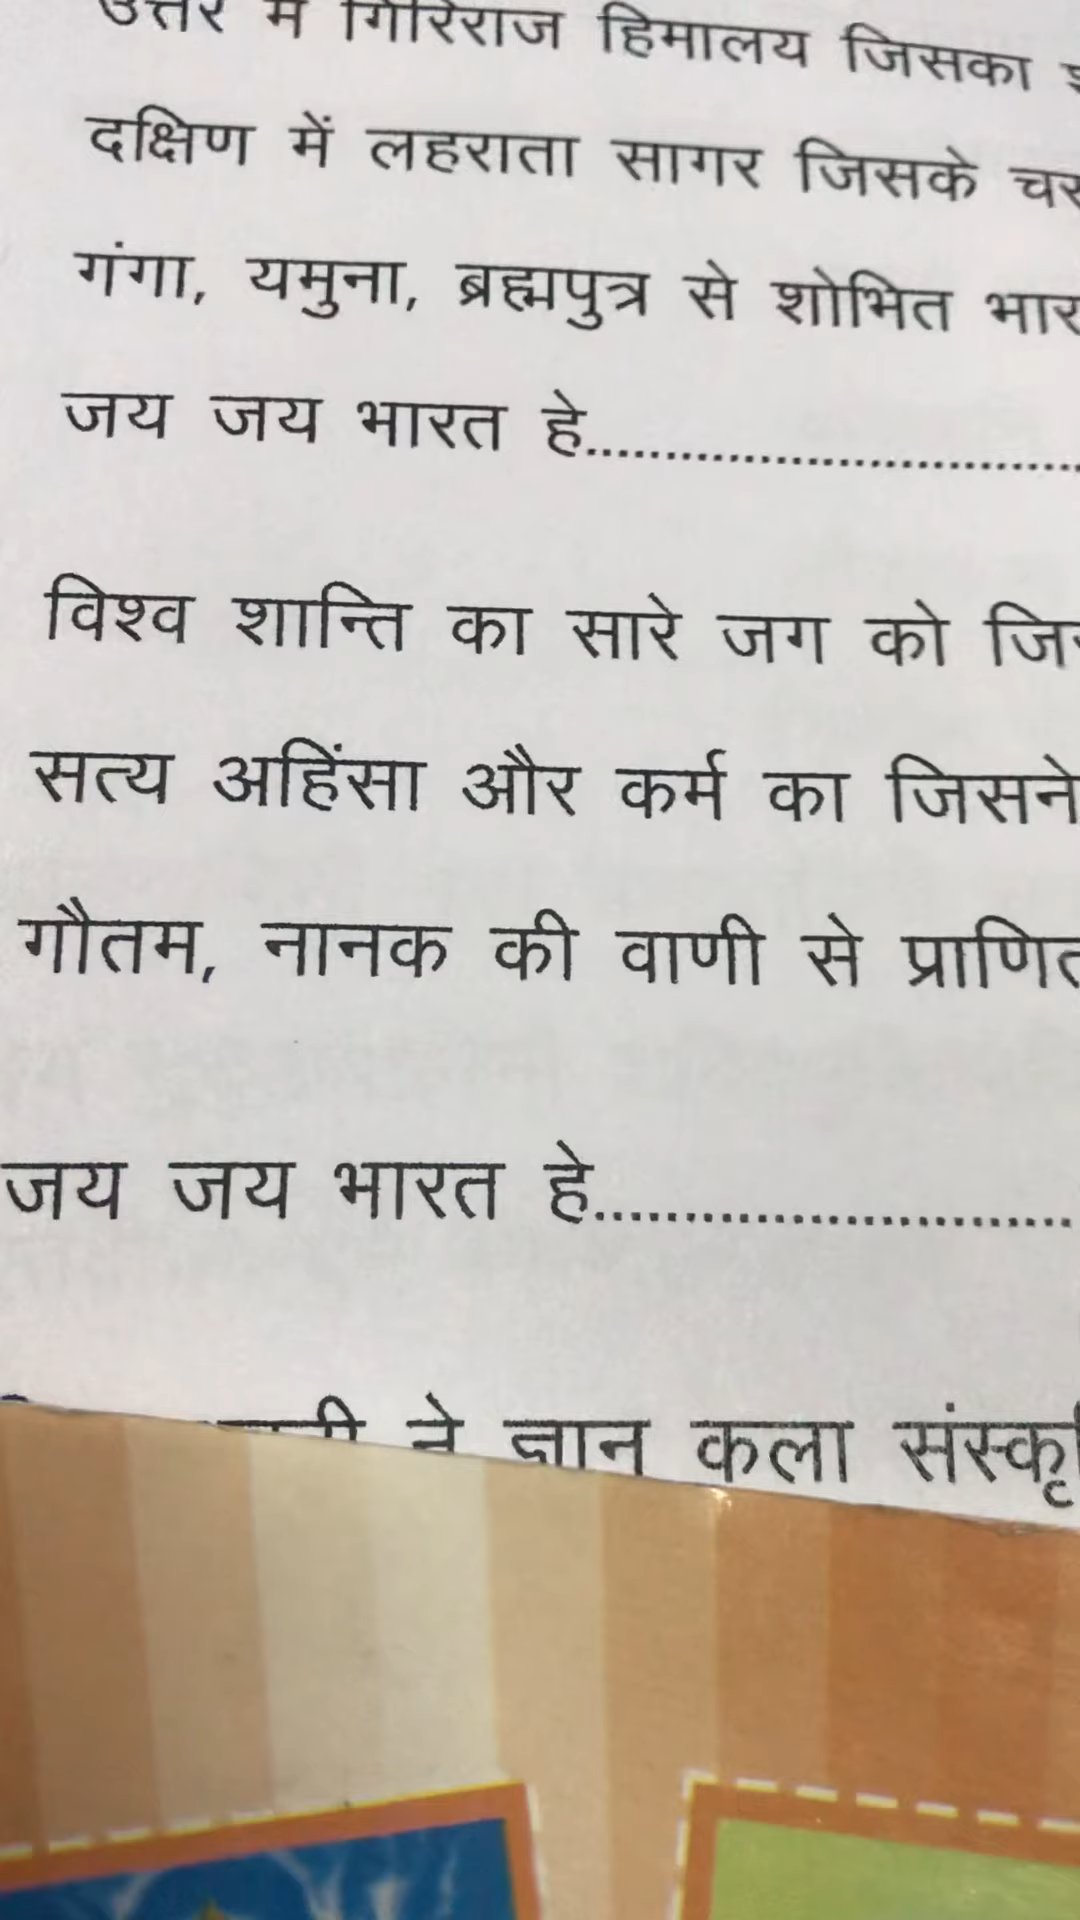 उत्तर में गिरिराज हिमालय जिसका
दक्षिण में लहराता सागर जिसके
गंगा, यमुना, ब्रह्मपुत्र से शोभित
जय जय भारत हे..............................
विश्व शान्ति का सारे जग को
सत्य अहिंसा और कर्म का जिसने
गौतम, नानक की वाणी से
जय जय भारत हे..............................
ने ज्ञान कला